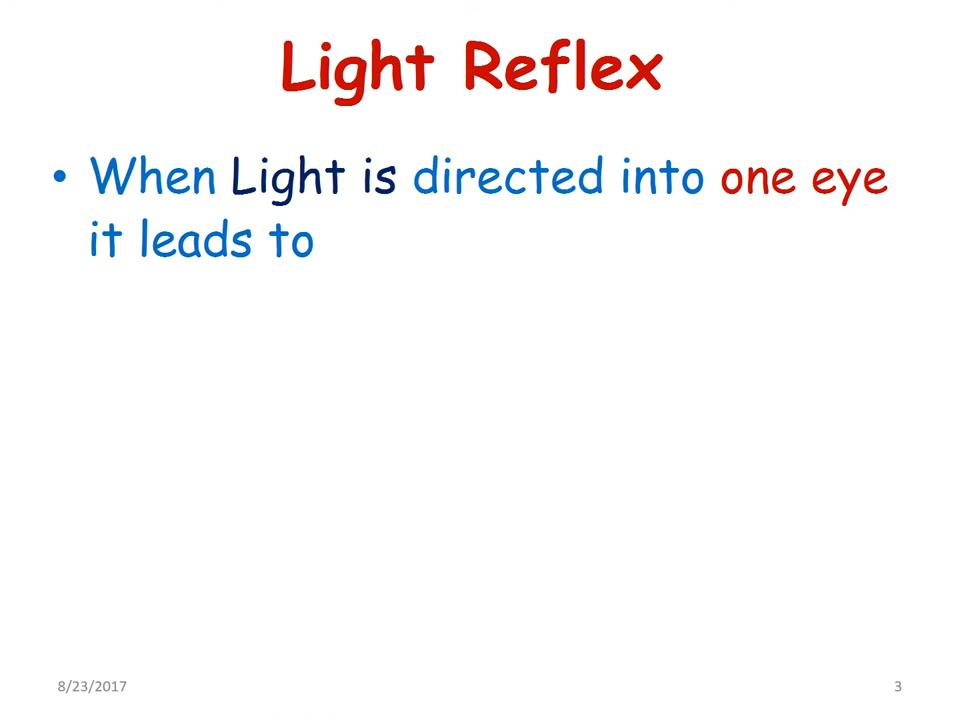 Light Reflex
• When Light is directed into one eye
it leads to
8/23/2017
3